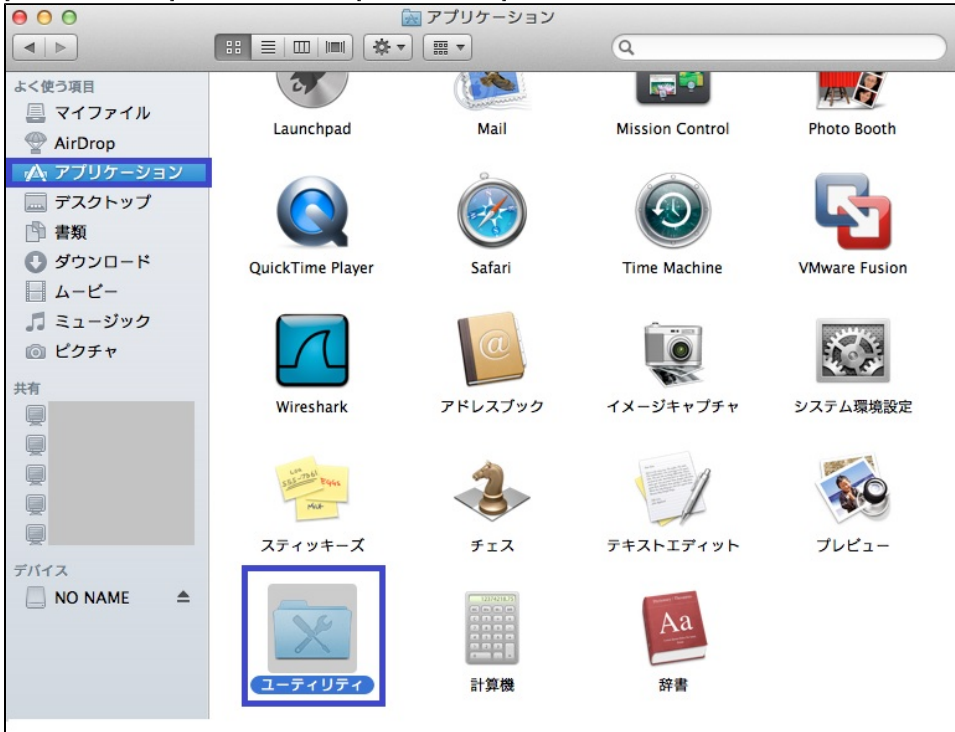 アプリケーション
よく使う項目
マイファイル
AirDrop
アプリケーション
デスクトップ
書類
ダウンロード
ムービー
ミュージック
ピクチャ
共有
デバイス
NO NAME
Launchpad
Mail
Mission Control
Photo Booth
QuickTime Player
Safari
Time Machine
VMware Fusion
Wireshark
アドレスブック
イメージキャプチャ
システム環境設定
スティッキーズ
チェス
テキストエディット
プレビュー
ユーティリティ
計算機
Aa
辞書